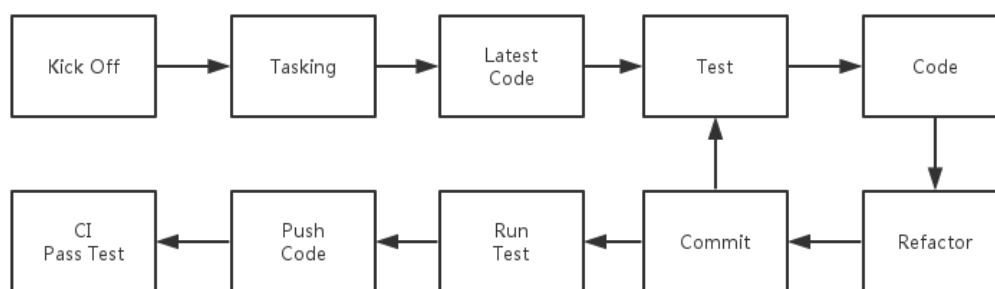 Kick Off
Tasking
Latest
Code
Test
Code
CI
Pass Test
Push
Code
Run
Test
Commit
Refactor